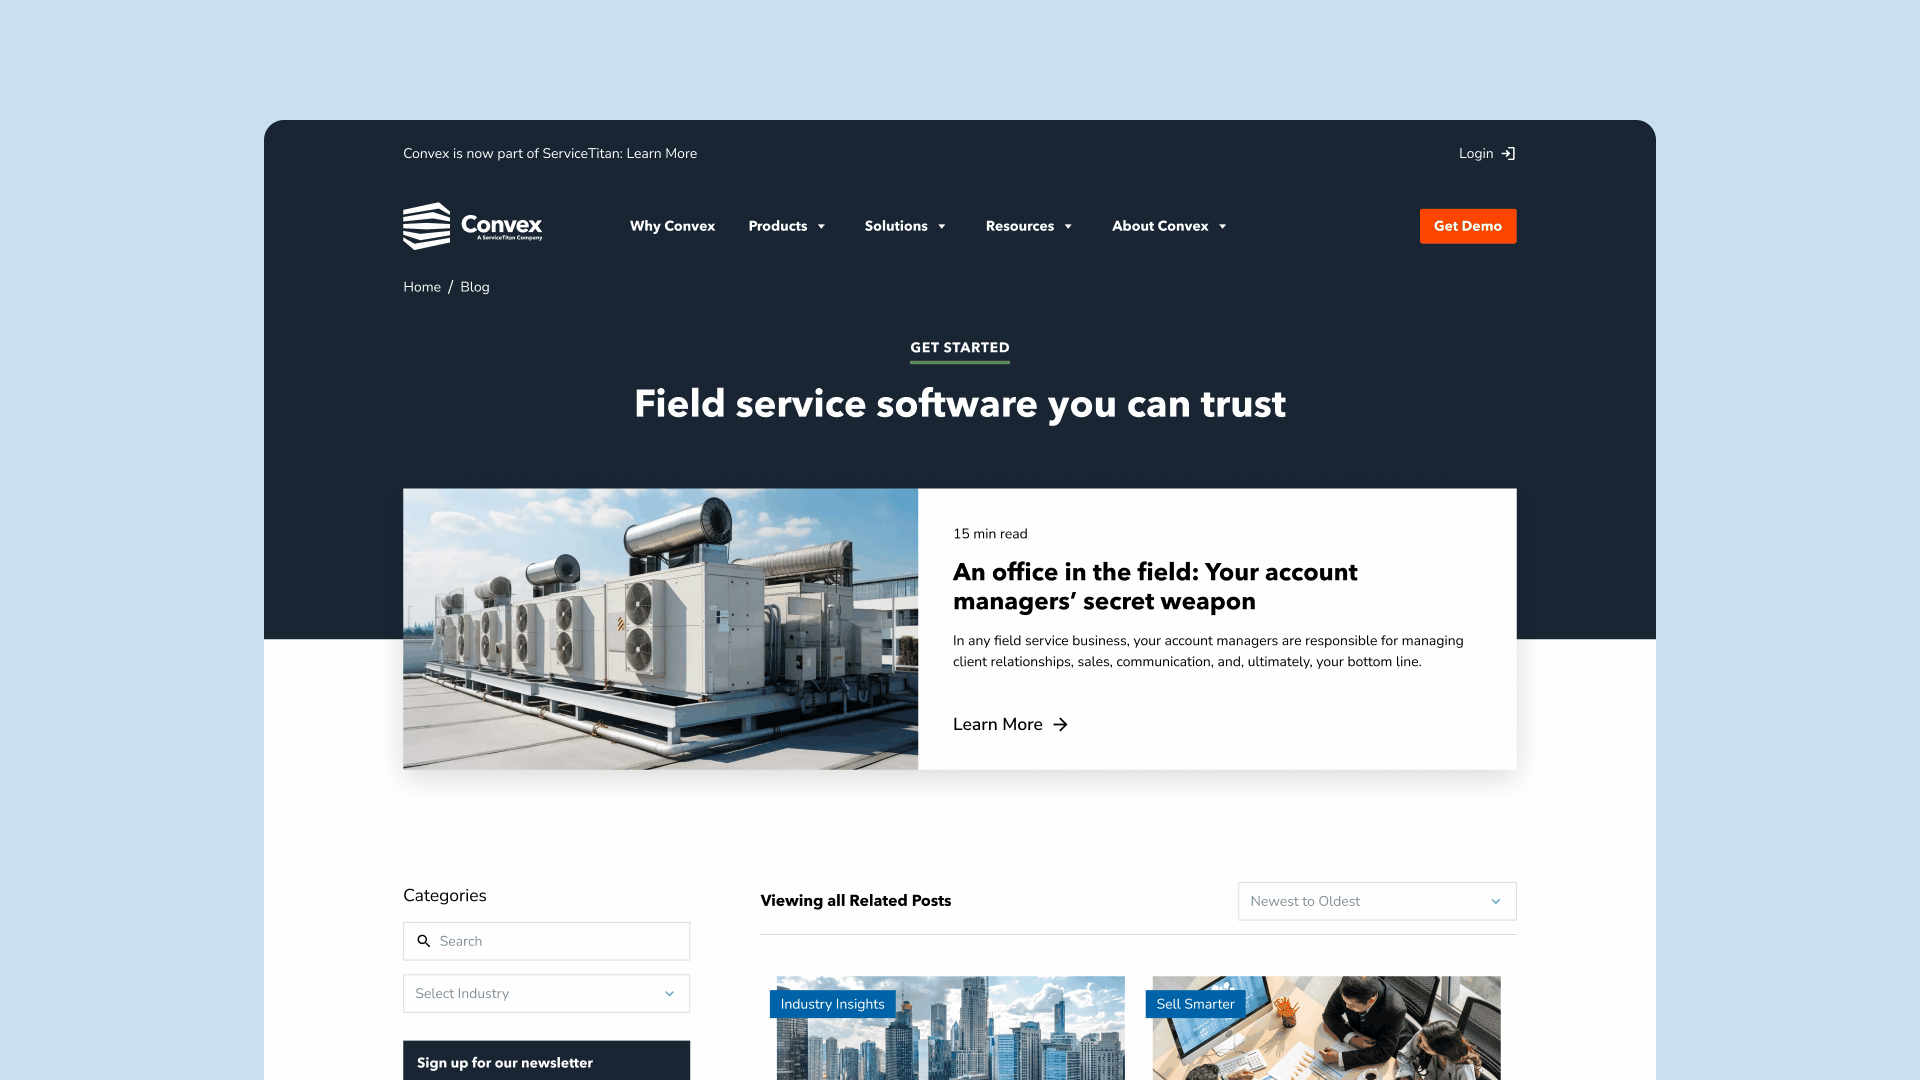 Convex is now part of ServiceTitan: Learn More
Login
Convex
A ServiceTitan Company
Why Convex
Products
Solutions
Resources
About Convex
Get Demo
Home / Blog
GET STARTED
Field service software you can trust
15 min read
An office in the field: Your account
managers’ secret weapon
In any field service business, your account managers are responsible for managing
client relationships, sales, communication, and, ultimately, your bottom line.
Learn More
Categories
Search
Select Industry
Sign up for our newsletter
Viewing all Related Posts
Newest to Oldest
Industry Insights
Sell Smarter